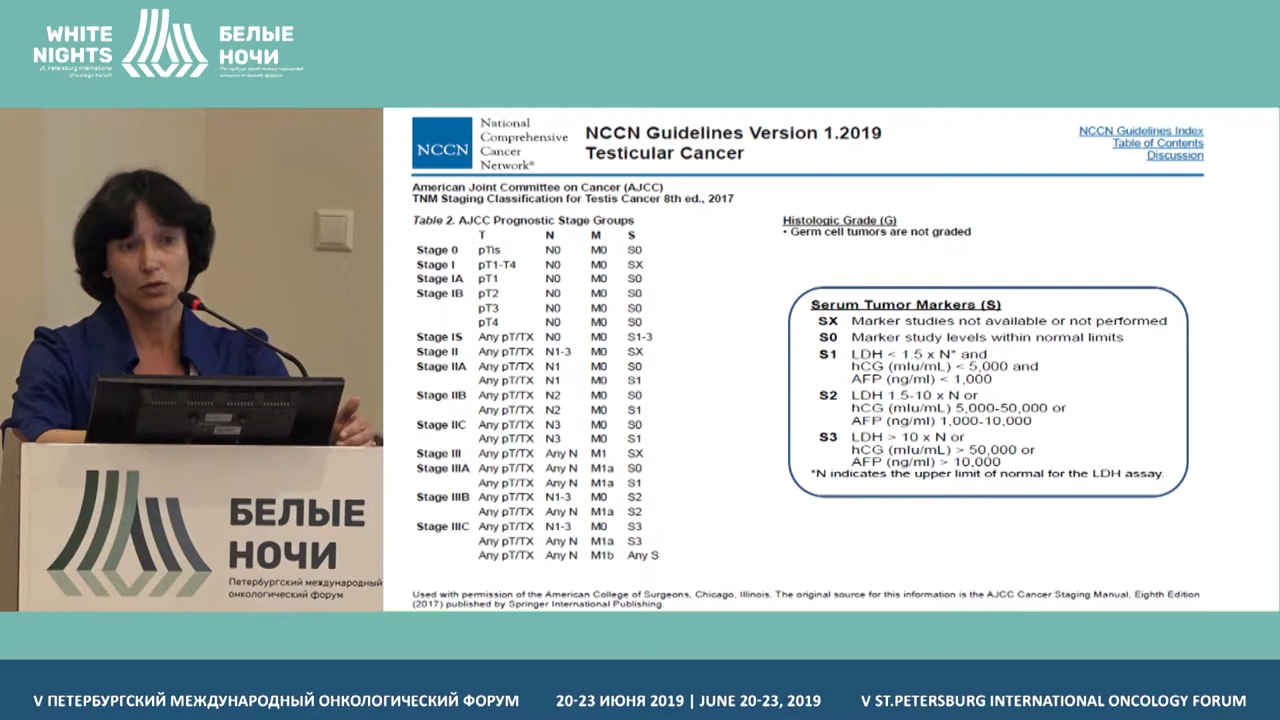 WHITE
NIGHTS
St. Petersburg International
Oncology Forum
БЕЛЫЕ
НОЧИ
Петербургский международный
онкологический форум
NCCN
National
Comprehensive
Cancer
Network®
NCCN Guidelines Version 1.2019
Testicular Cancer
NCCN Guidelines Index
Table of Contents
Discussion
American Joint Committee on Cancer (AJCC)
TNM Staging Classification for Testis Cancer 8th ed., 2017
Table 2. AJCC Prognostic Stage Groups
T N M S
Stage 0 pTis N0 M0 S0
Stage I pT1-T4 N0 M0 SX
Stage IA pT1 N0 M0 S0
Stage IB pT2 N0 M0 S0
pT3 N0 M0 S0
pT4 N0 M0 S0
Stage IS Any pT/TX N0 M0 S1-3
Stage II Any pT/TX N1-3 M0 SX
Stage IIA Any pT/TX N1 M0 S0
Any pT/TX N1 M0 S1
Stage IIB Any pT/TX N2 M0 S0
Any pT/TX N2 M0 S1
Stage IIC Any pT/TX N3 M0 S0
Any pT/TX N3 M0 S1
Stage III Any pT/TX Any N M1 SX
Stage IIIA Any pT/TX Any N M1a S0
Any pT/TX Any N M1a S1
Stage IIIB Any pT/TX N1-3 M0 S2
Any pT/TX Any N M1a S2
Stage IIIC Any pT/TX N1-3 M0 S3
Any pT/TX Any N M1a S3
Any pT/TX Any N M1b Any S
Histologic Grade (G)
• Germ cell tumors are not graded
Serum Tumor Markers (S)
SX Marker studies not available or not performed
S0 Marker study levels within normal limits
S1 LDH < 1.5 x N* and
hCG (mIu/mL) < 5,000 and
AFP (ng/ml) < 1,000
S2 LDH 1.5-10 x N or
hCG (mIu/mL) 5,000-50,000 or
AFP (ng/ml) 1,000-10,000
S3 LDH > 10 x N or
hCG (mIu/mL) > 50,000 or
AFP (ng/ml) > 10,000
*N indicates the upper limit of normal for the LDH assay.
Used with permission of the American College of Surgeons, Chicago, Illinois. The original source for this information is the AJCC Cancer Staging Manual, Eighth Edition
(2017) published by Springer International Publishing.
БЕЛЫЕ
НОЧИ
Петербургский международный
онкологический форум
V ПЕТЕРБУРГСКИЙ МЕЖДУНАРОДНЫЙ ОНКОЛОГИЧЕСКИЙ ФОРУМ 20-23 ИЮНЯ 2019 | JUNE 20-23, 2019 V ST.PETERSBURG INTERNATIONAL ONCOLOGY FORUM